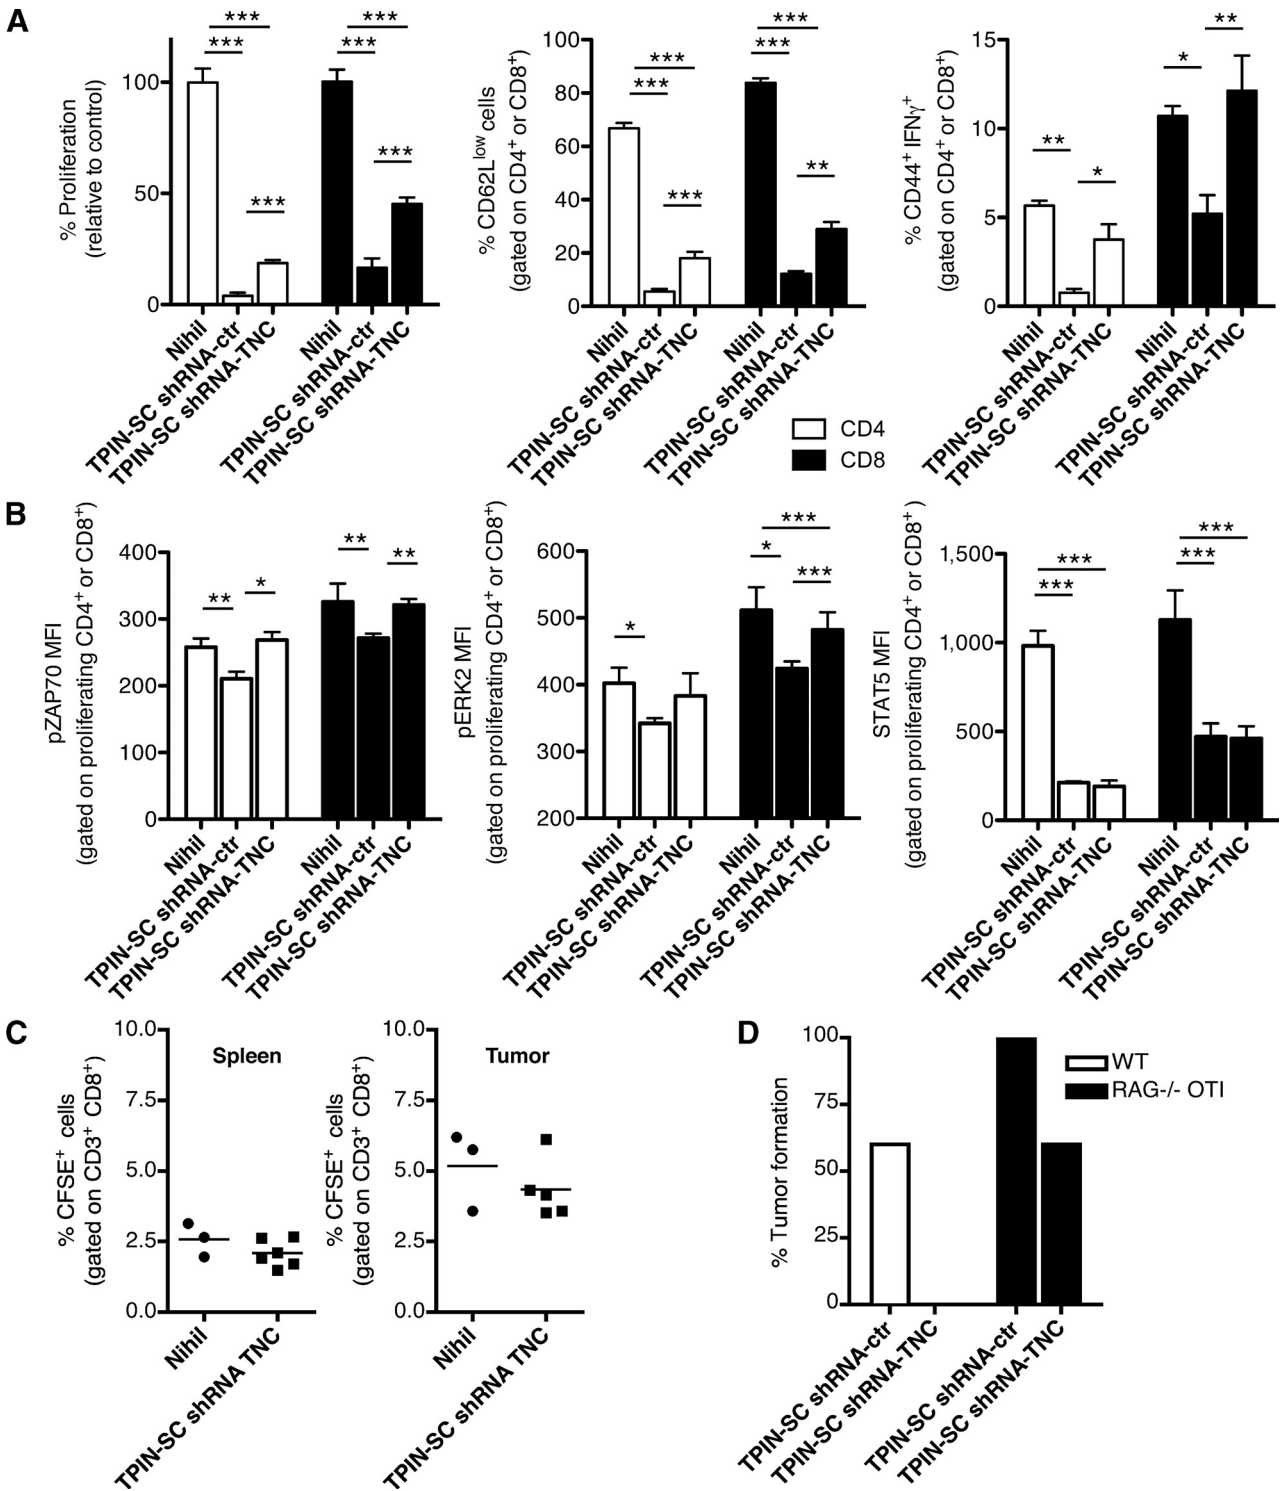 A
% Proliferation
(relative to control)
100
50
0
***
***
***
***
***
***
Nihil
TPIN-SC shRNA-ctr
TPIN-SC shRNA-TNC
Nihil
TPIN-SC shRNA-ctr
TPIN-SC shRNA-TNC
% CD62Llow cells
(gated on CD4+ or CD8+)
100
80
60
40
20
0
***
***
***
***
***
**
Nihil
TPIN-SC shRNA-ctr
TPIN-SC shRNA-TNC
Nihil
TPIN-SC shRNA-ctr
TPIN-SC shRNA-TNC
% CD44+ IFNγ+
(gated on CD4+ or CD8+)
15
10
5
0
**
*
*
**
Nihil
TPIN-SC shRNA-ctr
TPIN-SC shRNA-TNC
Nihil
TPIN-SC shRNA-ctr
TPIN-SC shRNA-TNC
CD4
CD8
B
pZAP70 MFI
(gated on proliferating CD4+ or CD8+)
400
300
200
100
0
**
*
**
**
Nihil
TPIN-SC shRNA-ctr
TPIN-SC shRNA-TNC
Nihil
TPIN-SC shRNA-ctr
TPIN-SC shRNA-TNC
pERK2 MFI
(gated on proliferating CD4+ or CD8+)
600
500
400
300
200
*
***
*
***
Nihil
TPIN-SC shRNA-ctr
TPIN-SC shRNA-TNC
Nihil
TPIN-SC shRNA-ctr
TPIN-SC shRNA-TNC
STAT5 MFI
(gated on proliferating CD4+ or CD8+)
1,500
1,000
500
0
***
***
***
***
Nihil
TPIN-SC shRNA-ctr
TPIN-SC shRNA-TNC
Nihil
TPIN-SC shRNA-ctr
TPIN-SC shRNA-TNC
C
% CFSE+ cells
(gated on CD3+ CD8+)
10.0
7.5
5.0
2.5
0.0
Spleen
Nihil
TPIN-SC shRNA TNC
% CFSE+ cells
(gated on CD3+ CD8+)
10.0
7.5
5.0
2.5
0.0
Tumor
Nihil
TPIN-SC shRNA TNC
D
% Tumor formation
100
75
50
25
0
WT
RAG-/- OTI
TPIN-SC shRNA-ctr
TPIN-SC shRNA-TNC
TPIN-SC shRNA-ctr
TPIN-SC shRNA-TNC